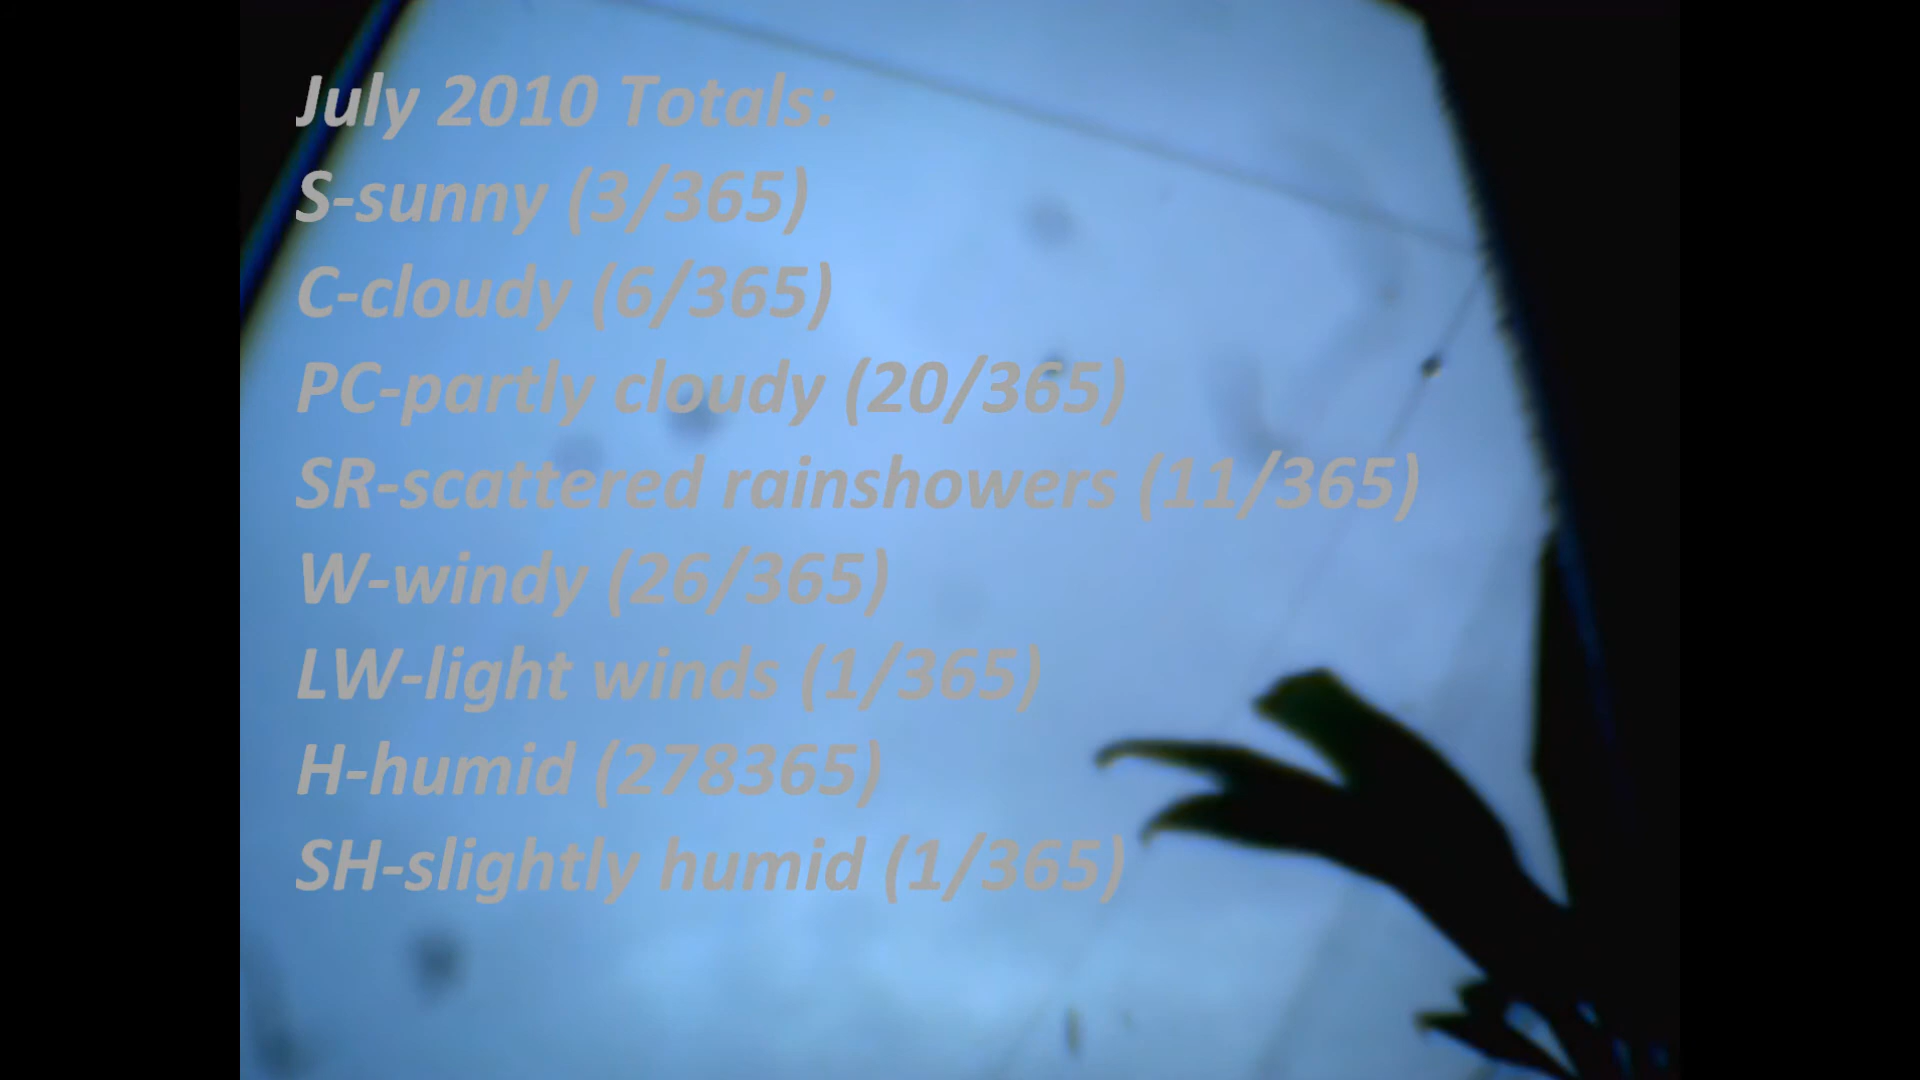 July 2010 Totals:
S-sunny (3/365)
C-cloudy (6/365)
PC-partly cloudy (20/365)
SR-scattered rainshowers (11/365)
W-windy (26/365)
LW-light winds (1/365)
H-humid (278365)
SH-slightly humid (1/365)